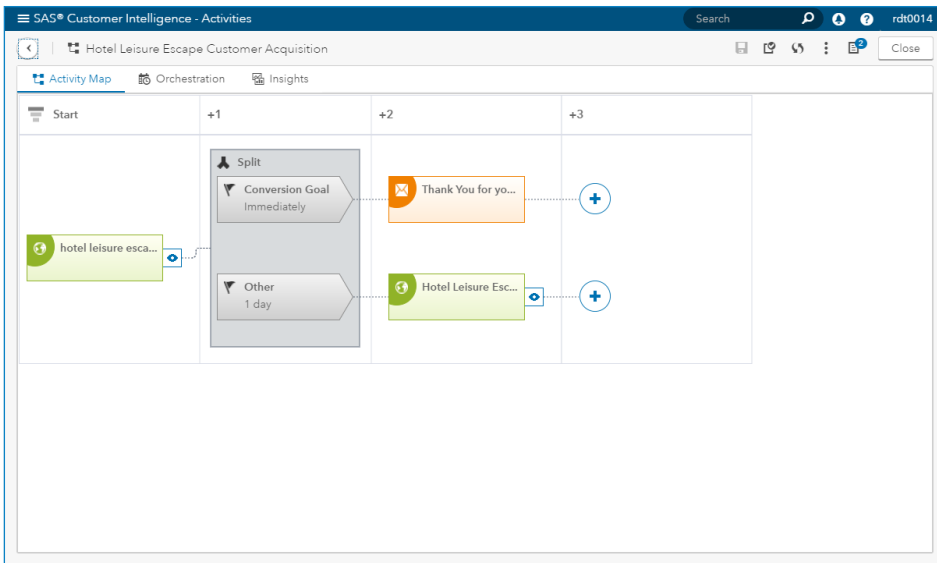 SAS® Customer Intelligence - Activities
Search
rdt0014
Hotel Leisure Escape Customer Acquisition
2
Close
Activity Map
Orchestration
Insights
Start
+1
+2
+3
Split
Conversion Goal
Immediately
Thank You for yo...
hotel leisure esca...
Other
1 day
Hotel Leisure Esc...